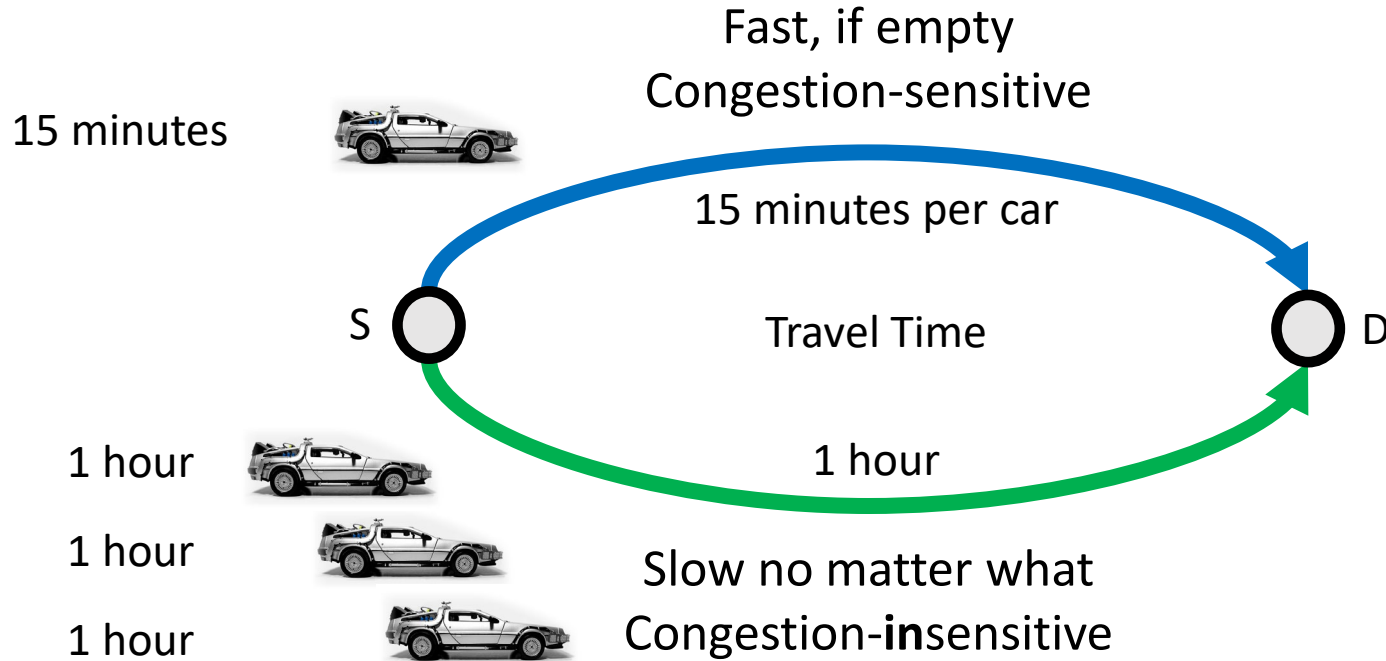 Fast, if empty
Congestion-sensitive
15 minutes
15 minutes per car
S
Travel Time
D
1 hour
1 hour
1 hour
Slow no matter what
1 hour
Congestion-insensitive